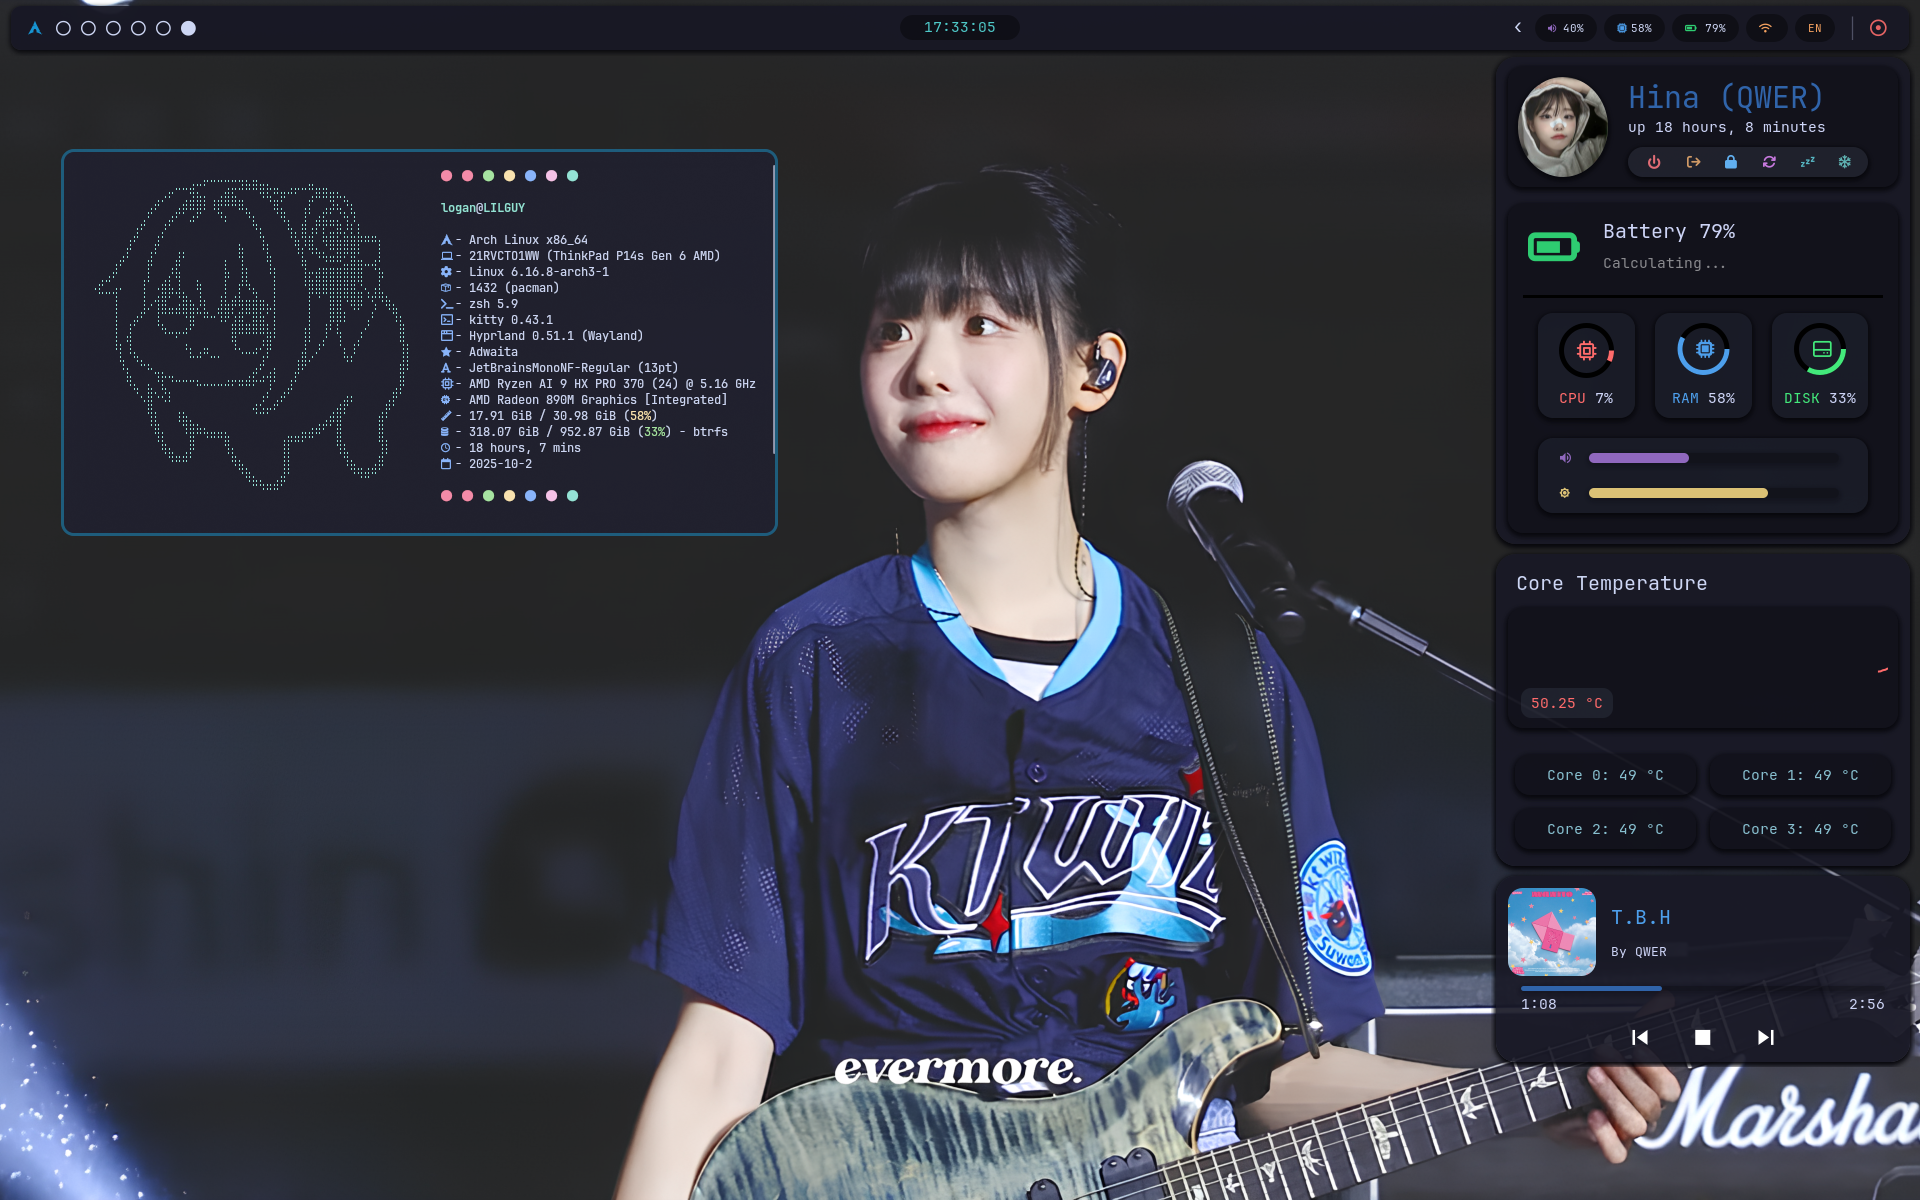 17:33:05
40%
58%
79%
EN
logan@LILGUY
- Arch Linux x86_64
- 21RVCTO1WW (ThinkPad P14s Gen 6 AMD)
- Linux 6.16.8-arch3-1
- 1432 (pacman)
- zsh 5.9
- kitty 0.43.1
- Hyprland 0.51.1 (Wayland)
- Adwaita
- JetBrainsMonoNF-Regular (13pt)
- AMD Ryzen AI 9 HX PRO 370 (24) @ 5.16 GHz
- AMD Radeon 890M Graphics [Integrated]
- 17.91 GiB / 30.98 GiB (58%)
- 318.07 GiB / 952.87 GiB (33%) - btrfs
- 18 hours, 7 mins
- 2025-10-2
Hina (QWER)
up 18 hours, 8 minutes
zzz
Battery 79%
Calculating...
CPU 7%
RAM 58%
DISK 33%
Core Temperature
50.25 °C
Core 0: 49 °C
Core 1: 49 °C
Core 2: 49 °C
Core 3: 49 °C
T.B.H
By QWER
1:08
2:56
KTWIZ
KT WIZ
Suwon
evermore.
Marsha